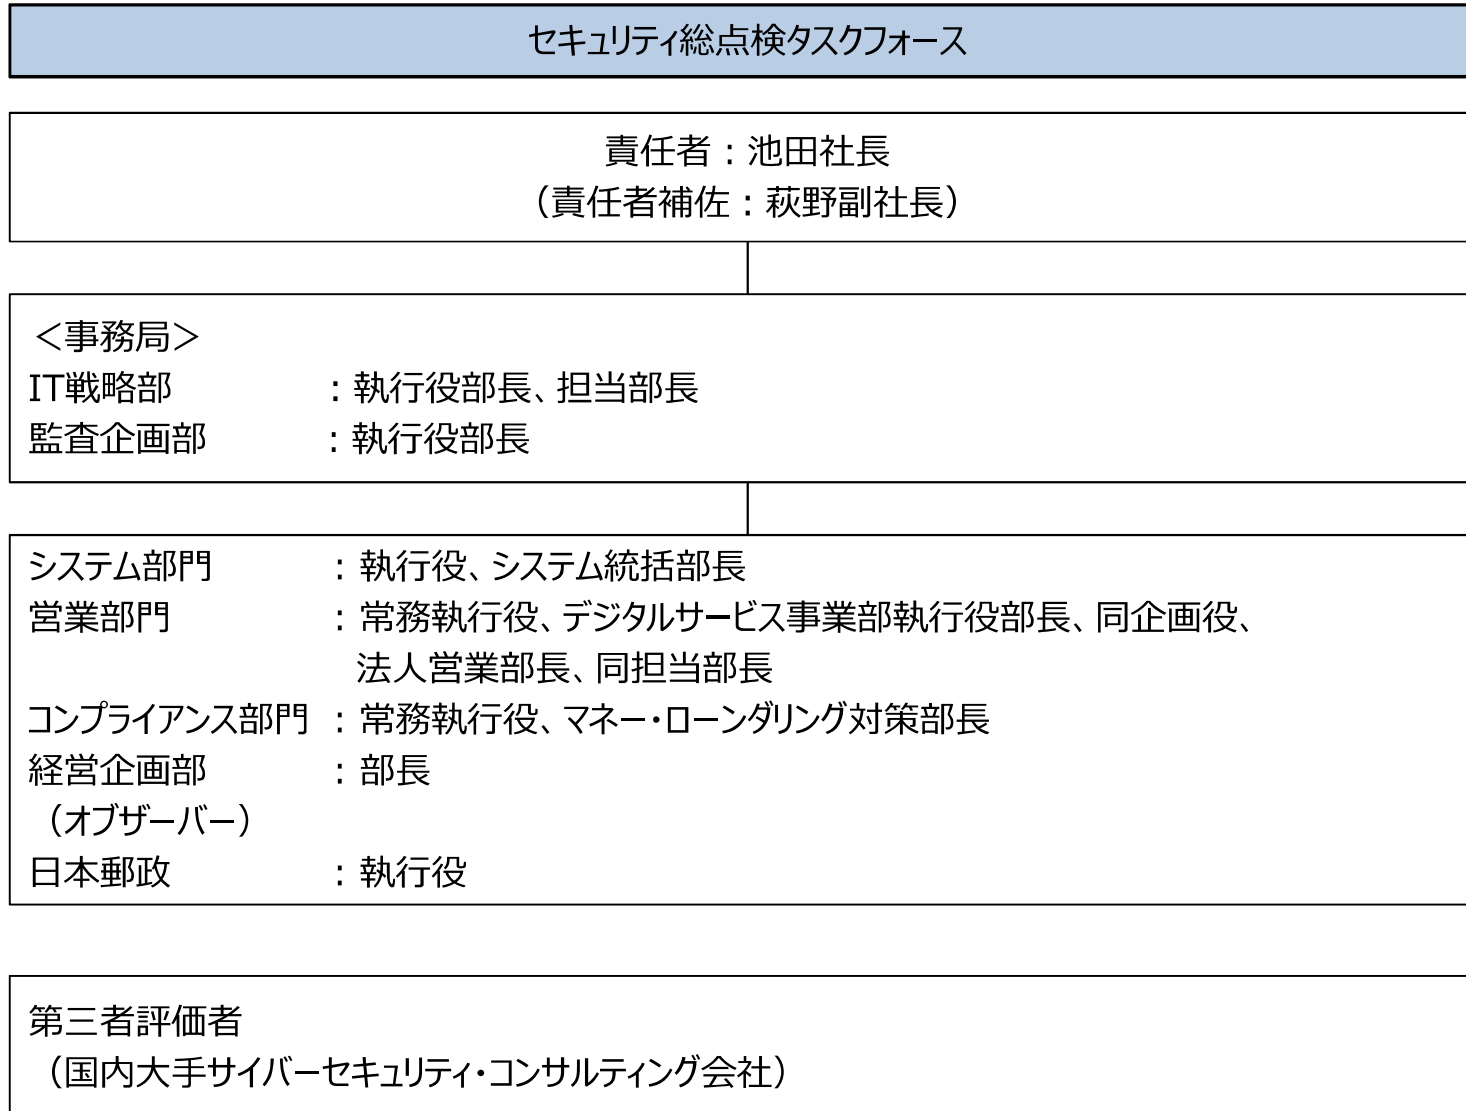 セキュリティ総点検タスクフォース
責任者：池田社長
（責任者補佐：萩野副社長）
＜事務局＞
IT戦略部　　　　：執行役部長、担当部長
監査企画部　　　：執行役部長
システム部門　　　：執行役、システム統括部長
営業部門　　　　：常務執行役、デジタルサービス事業部執行役部長、同企画役、
法人営業部長、同担当部長
コンプライアンス部門：常務執行役、マネー・ローンダリング対策部長
経営企画部　　　：部長
（オブザーバー）
日本郵政　　　　：執行役
第三者評価者
（国内大手サイバーセキュリティ・コンサルティング会社）